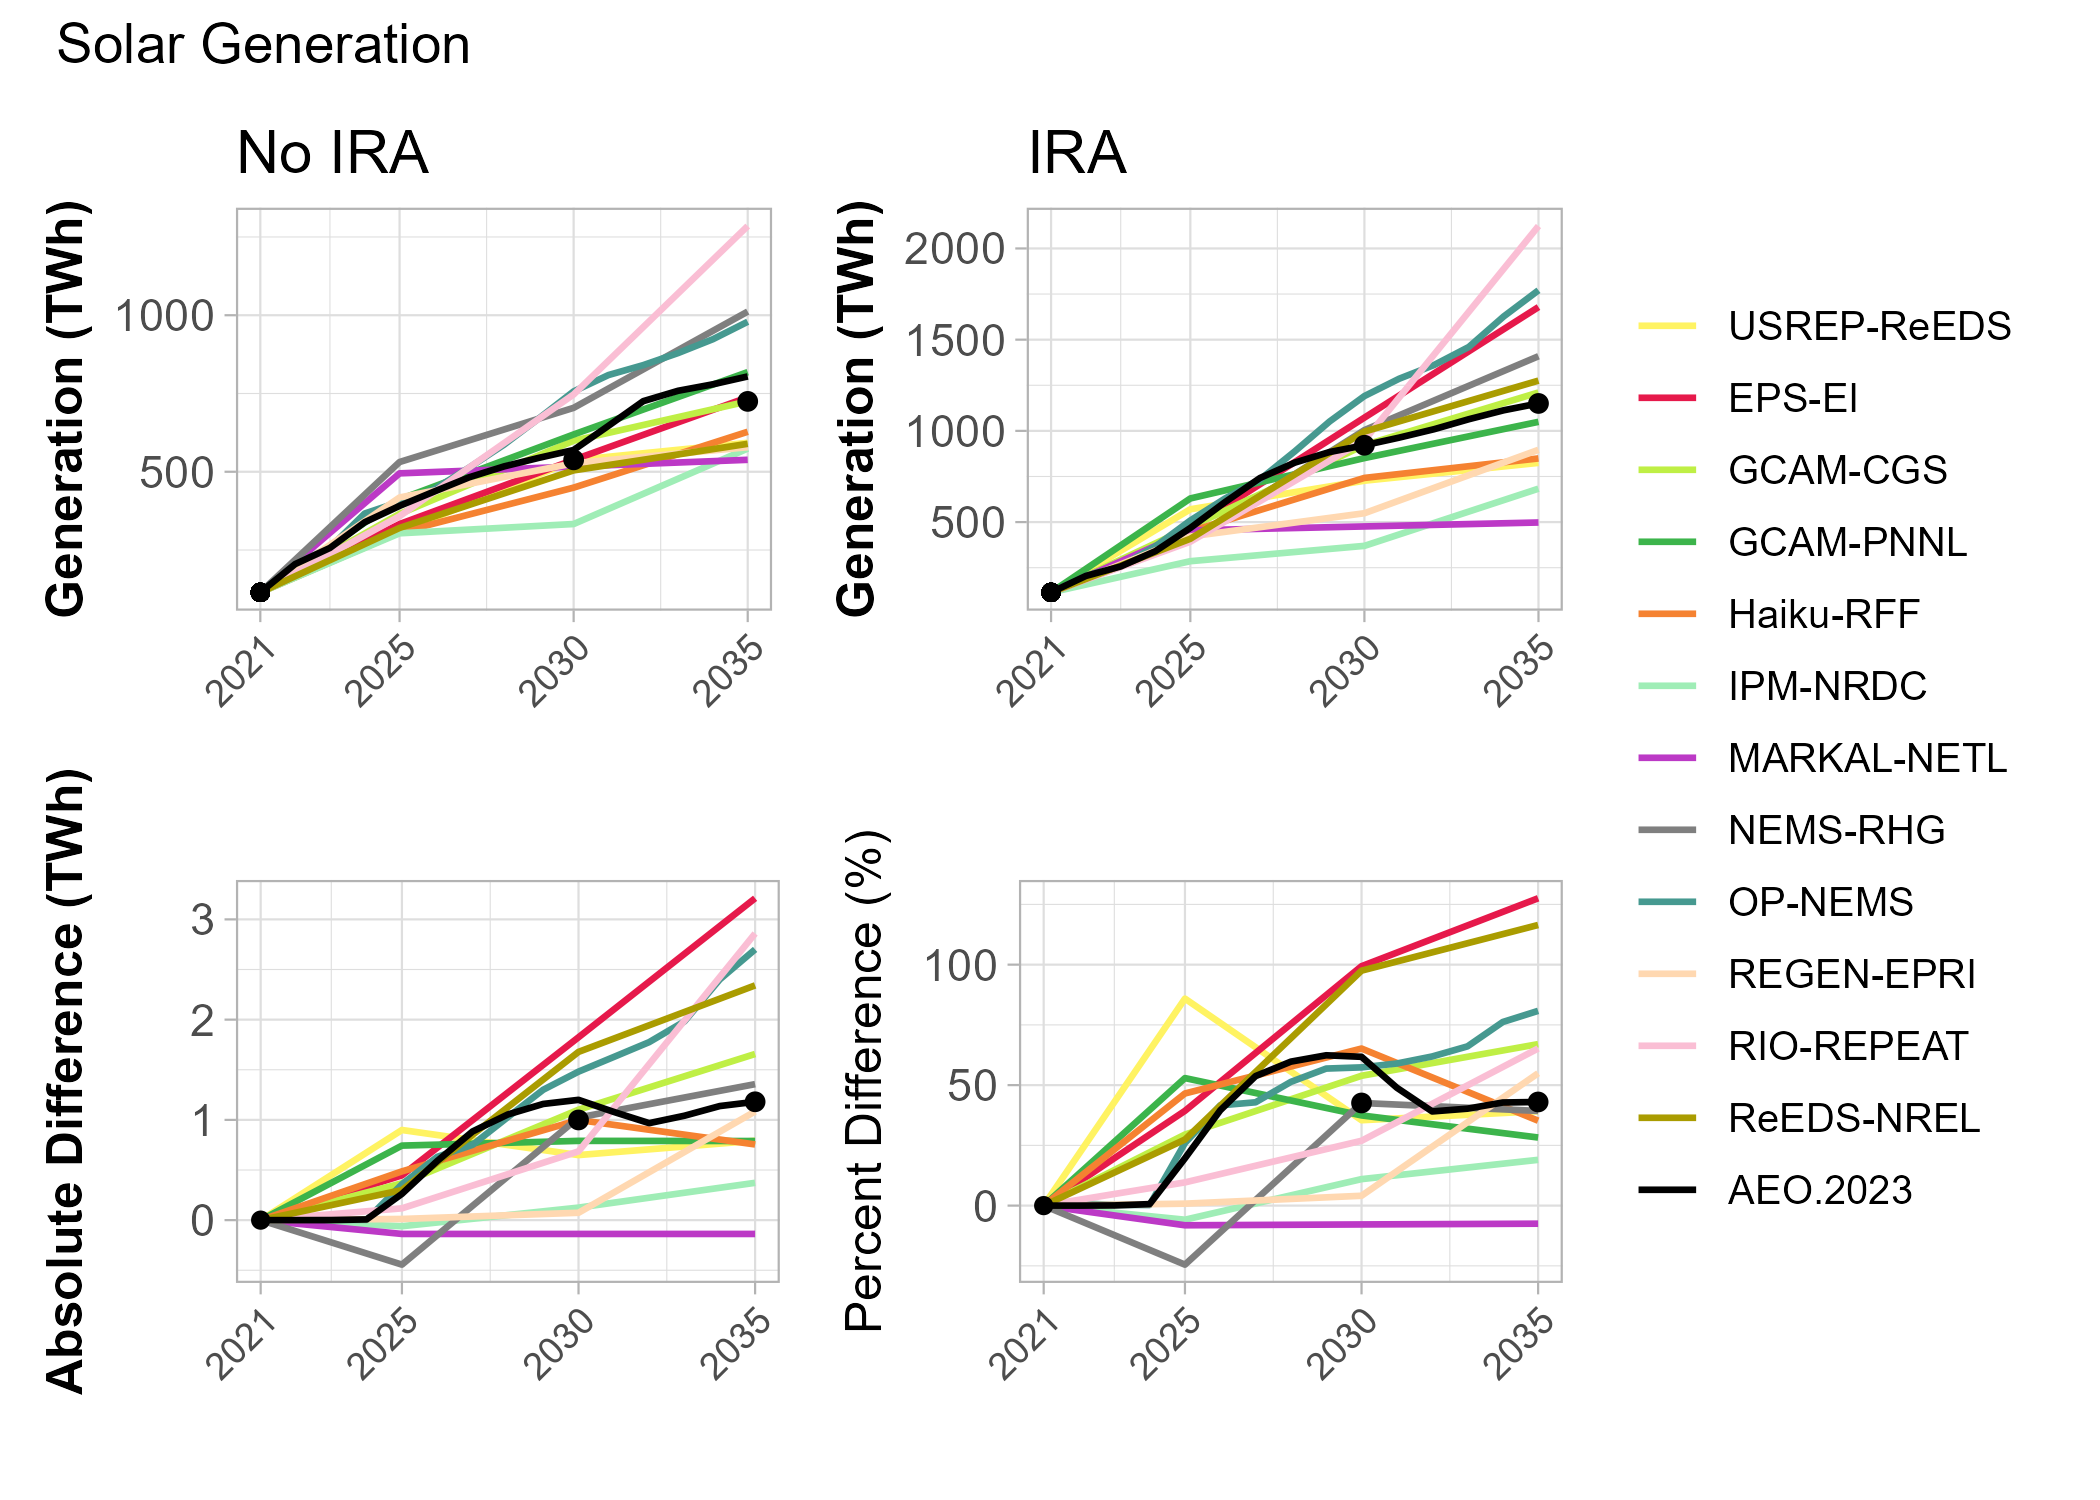 Solar Generation
No IRA
IRA
Generation (TWh)
1000
500
2021
2025
2030
2035
Generation (TWh)
2000
1500
1000
500
2021
2025
2030
2035
Absolute Difference (TWh)
3
2
1
0
2021
2025
2030
2035
Percent Difference (%)
100
50
0
2021
2025
2030
2035
USREP-ReEDS
EPS-EI
GCAM-CGS
GCAM-PNNL
Haiku-RFF
IPM-NRDC
MARKAL-NETL
NEMS-RHG
OP-NEMS
REGEN-EPRI
RIO-REPEAT
ReEDS-NREL
AEO.2023